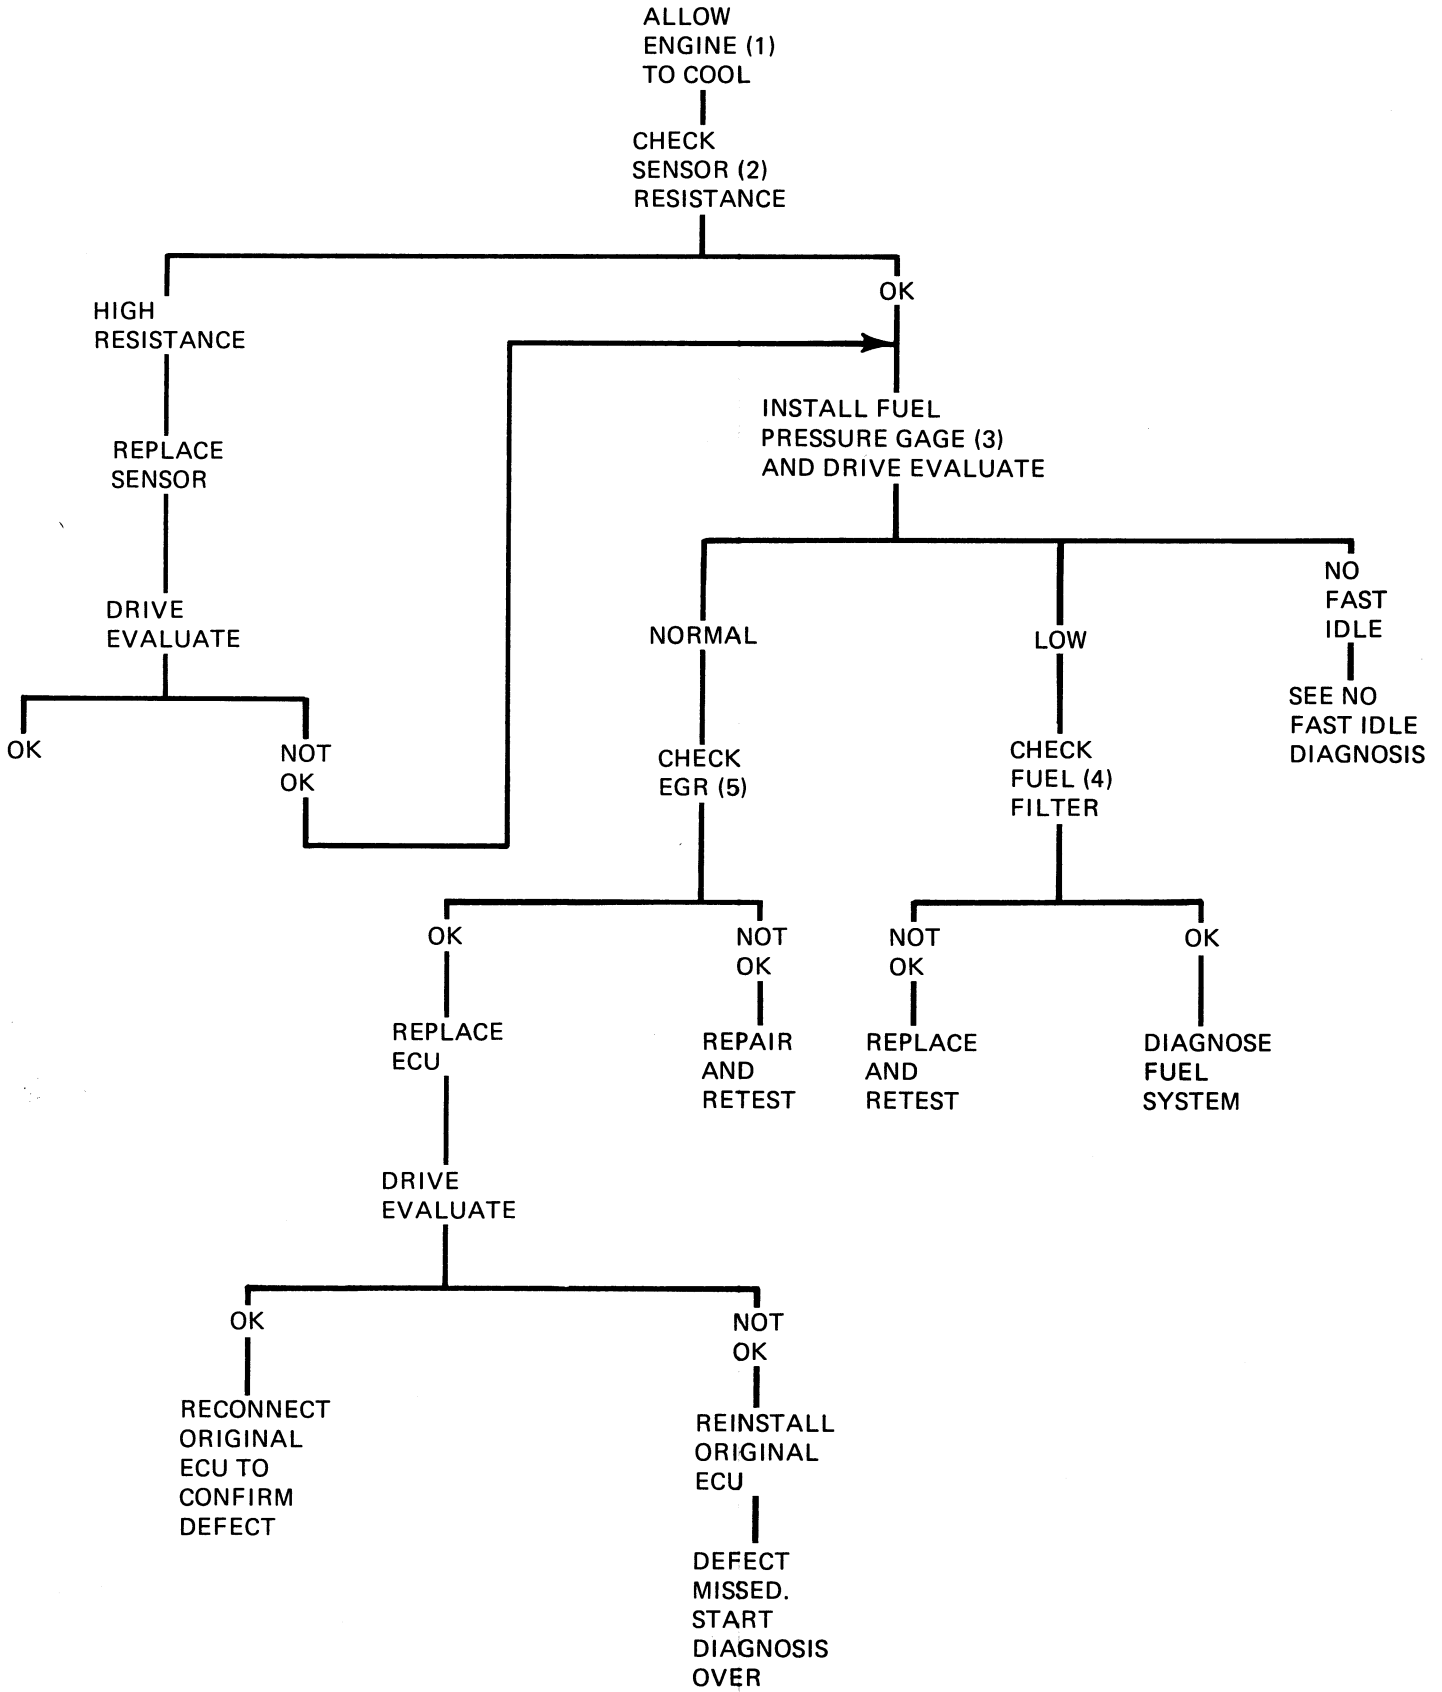 ALLOW
ENGINE (1)
TO COOL
CHECK
SENSOR (2)
RESISTANCE
HIGH
RESISTANCE
OK
REPLACE
SENSOR
INSTALL FUEL
PRESSURE GAGE (3)
AND DRIVE EVALUATE
DRIVE
EVALUATE
OK
NOT
OK
NORMAL
LOW
NO
FAST
IDLE
CHECK
EGR (5)
CHECK
FUEL (4)
FILTER
SEE NO
FAST IDLE
DIAGNOSIS
OK
NOT
OK
NOT
OK
OK
REPLACE
ECU
REPAIR
AND
RETEST
REPLACE
AND
RETEST
DIAGNOSE
FUEL
SYSTEM
DRIVE
EVALUATE
OK
NOT
OK
RECONNECT
ORIGINAL
ECU TO
CONFIRM
DEFECT
REINSTALL
ORIGINAL
ECU
DEFECT
MISSED.
START
DIAGNOSIS
OVER